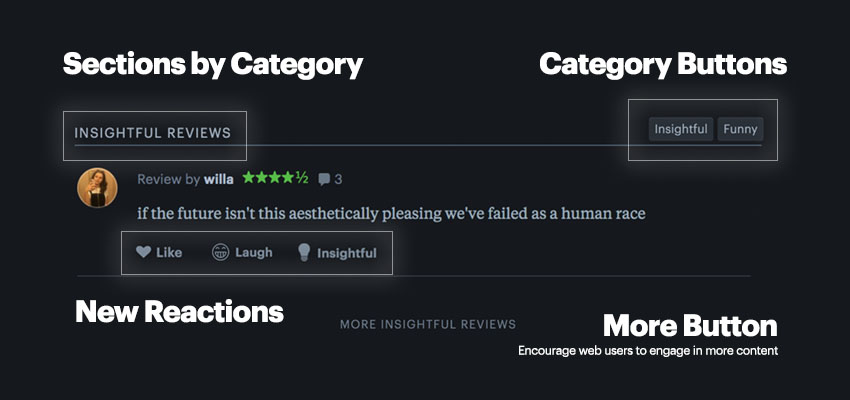 Sections by Category
Category Buttons
INSIGHTFUL REVIEWS
Insightful
Funny
Review by willa ★★★★½ 3
if the future isn't this aesthetically pleasing we've failed as a human race
Like
Laugh
Insightful
New Reactions
MORE INSIGHTFUL REVIEWS
More Button
Encourage web users to engage in more content